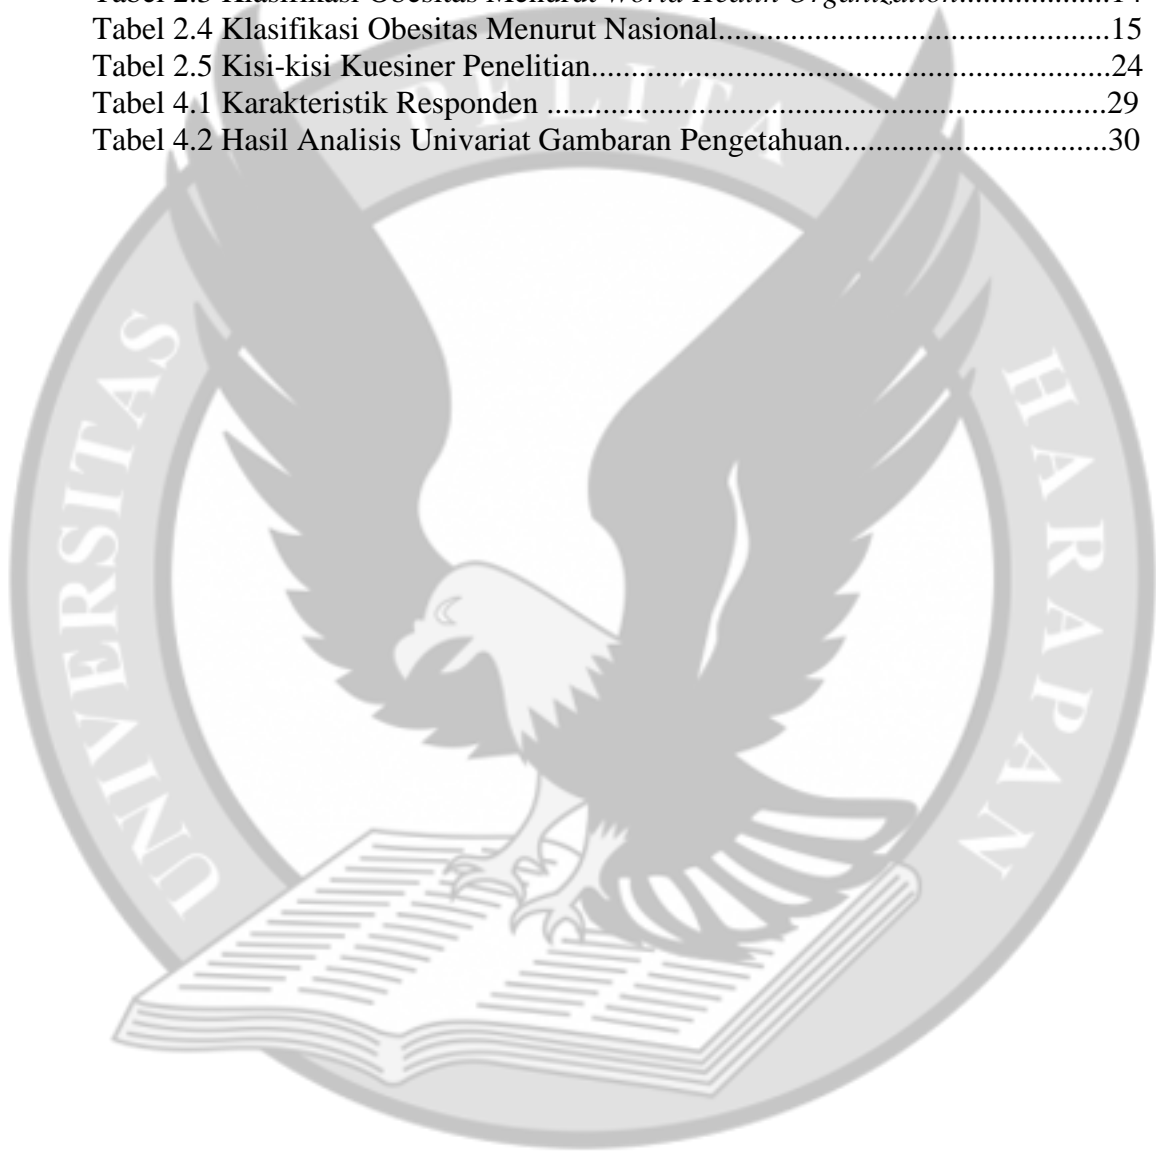 Tabel 2.3 Klasifikasi Obesitas Menurut World Health Organization....................14
Tabel 2.4 Klasifikasi Obesitas Menurut Nasional.................................................15
Tabel 2.5 Kisi-kisi Kuesiner Penelitian.................................................................24
Tabel 4.1 Karakteristik Responden ......................................................................29
Tabel 4.2 Hasil Analisis Univariat Gambaran Pengetahuan.................................30
UNIVERSITAS PELITA HARAPAN